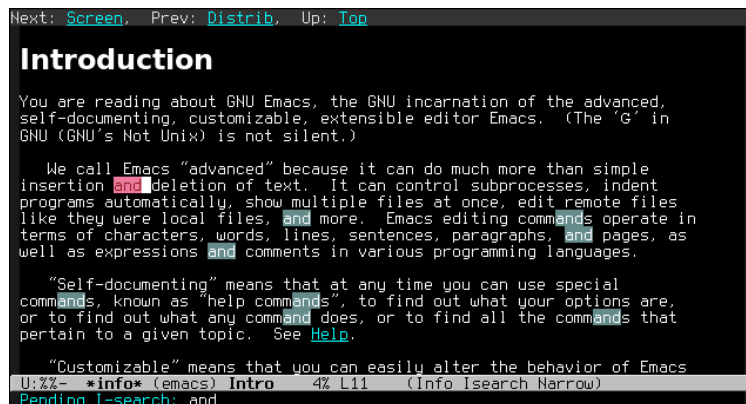 Next: Screen,  Prev: Distrib,  Up: Top
Introduction
You are reading about GNU Emacs, the GNU incarnation of the advanced,
self-documenting, customizable, extensible editor Emacs.  (The ‘G’ in
GNU (GNU’s Not Unix) is not silent.)
We call Emacs “advanced” because it can do much more than simple
insertion and deletion of text.  It can control subprocesses, indent
programs automatically, show multiple files at once, edit remote files
like they were local files, and more.  Emacs editing commands operate in
terms of characters, words, lines, sentences, paragraphs, and pages, as
well as expressions and comments in various programming languages.
“Self-documenting” means that at any time you can use special
commands, known as “help commands”, to find out what your options are,
or to find out what any command does, or to find all the commands that
pertain to a given topic.  See Help.
“Customizable” means that you can easily alter the behavior of Emacs
U:%%-  *info* (emacs) Intro    4% L11    (Info Isearch Narrow)
Pending I-search: and